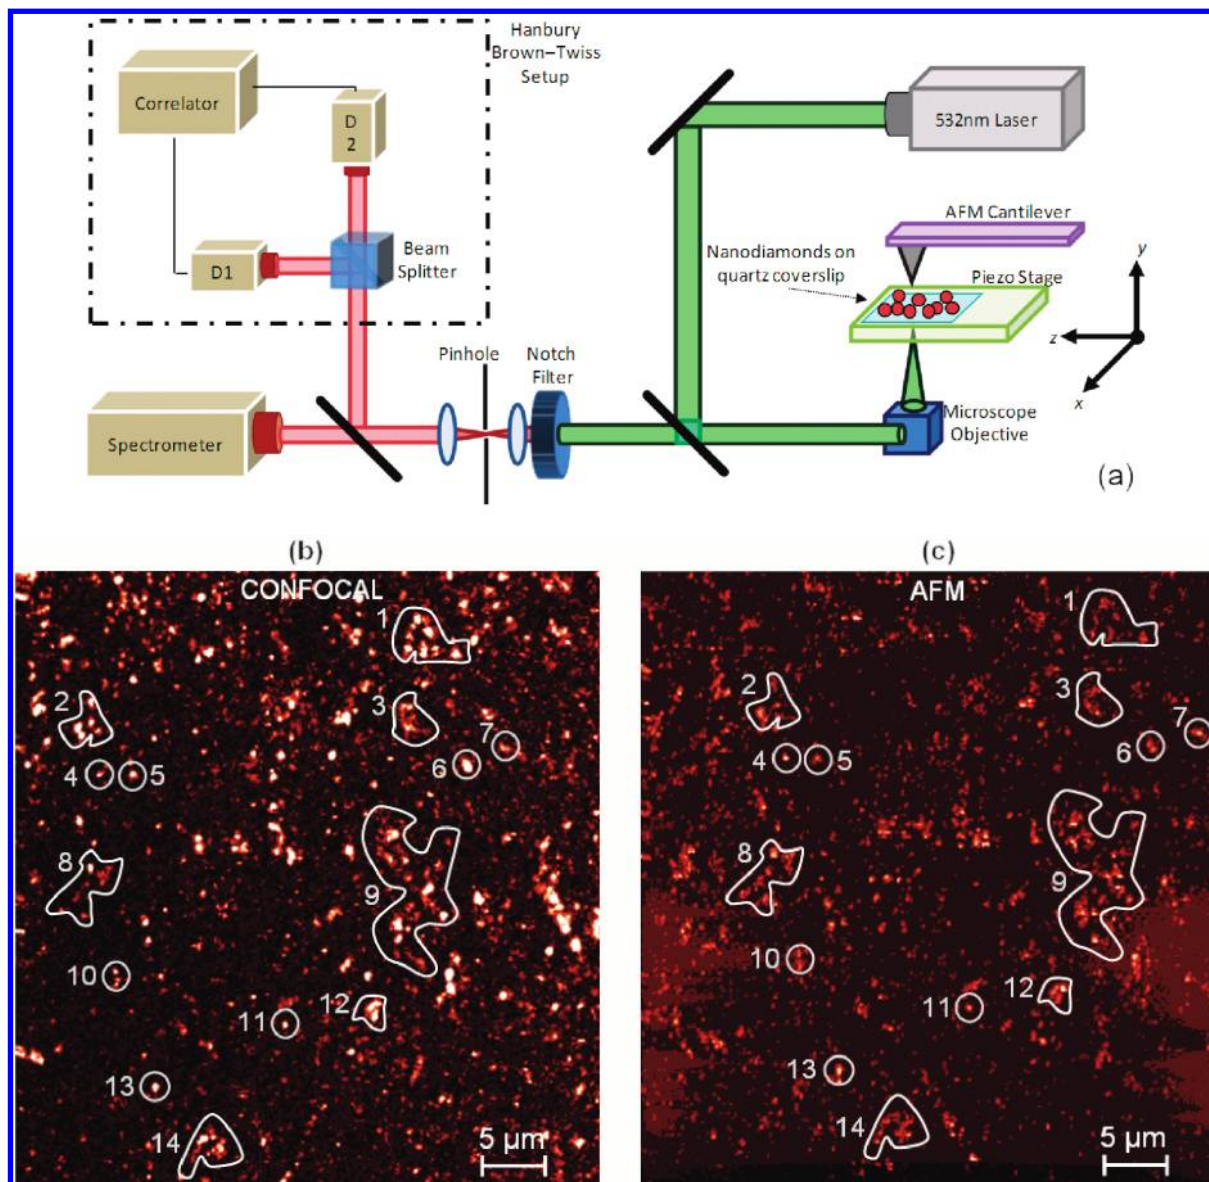 Hanbury
Brown–Twiss
Setup
Correlator
D
2
532nm Laser
AFM Cantilever
Nanodiamonds on
quartz coverslip
Piezo Stage
D1
Beam
Splitter
y
z
x
Pinhole
Notch
Filter
Spectrometer
Microscope
Objective
(a)
(b)
CONFOCAL
1
2
3
4
5
6
7
8
9
10
11
12
13
14
5 µm
(c)
AFM
1
2
3
4
5
6
7
8
9
10
11
12
13
14
5 µm